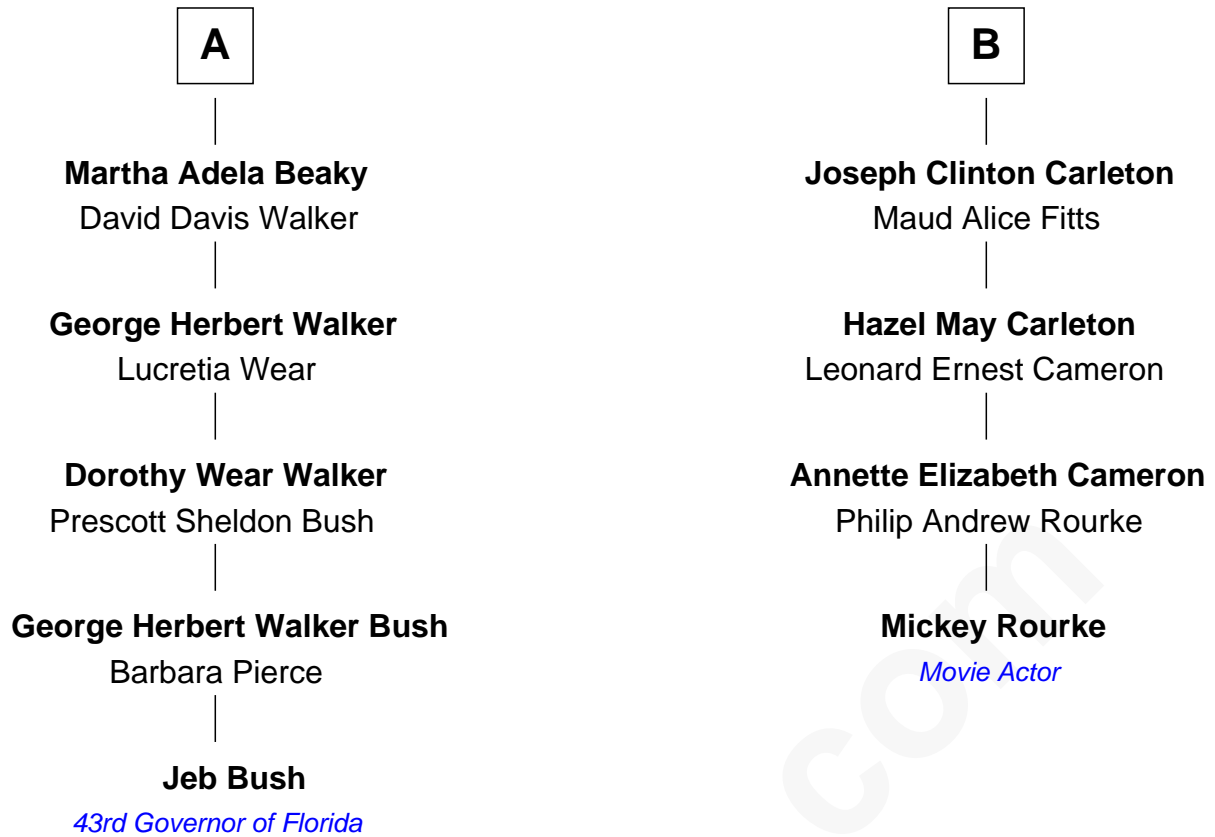 A
Martha Adela Beaky
David Davis Walker
George Herbert Walker
Lucretia Wear
Dorothy Wear Walker
Prescott Sheldon Bush
George Herbert Walker Bush
Barbara Pierce
Jeb Bush
43rd Governor of Florida
B
Joseph Clinton Carleton
Maud Alice Fitts
Hazel May Carleton
Leonard Ernest Cameron
Annette Elizabeth Cameron
Philip Andrew Rourke
Mickey Rourke
Movie Actor
com